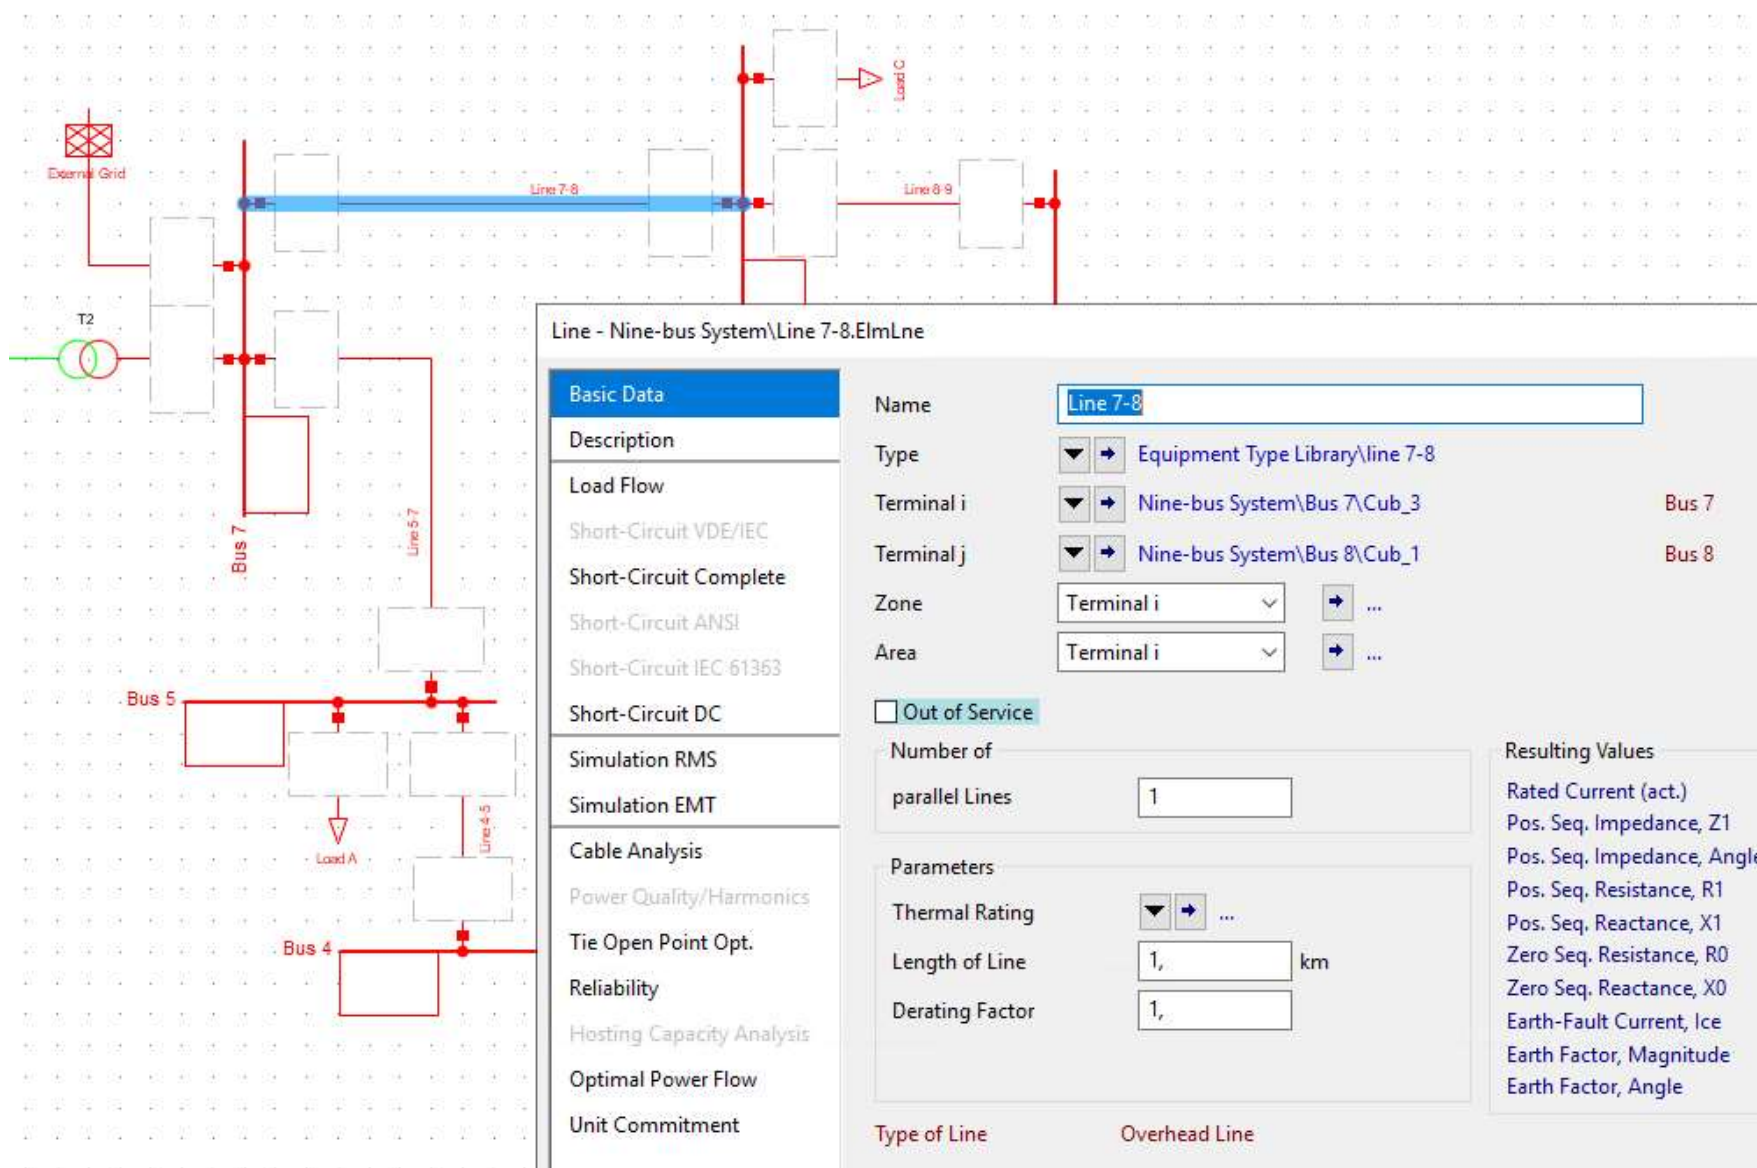 Load C
External Grid
Line 7-8
Line 8-9
T2
Bus 7
Line 5-7
Bus 5
Load A
Line 4-5
Bus 4
Line - Nine-bus System\Line 7-8.ElmLne
Basic Data
Description
Load Flow
Short-Circuit VDE/IEC
Short-Circuit Complete
Short-Circuit ANSI
Short-Circuit IEC 61363
Short-Circuit DC
Simulation RMS
Simulation EMT
Cable Analysis
Power Quality/Harmonics
Tie Open Point Opt.
Reliability
Hosting Capacity Analysis
Optimal Power Flow
Unit Commitment
Name Line 7-8
Type Equipment Type Library\line 7-8
Terminal i Nine-bus System\Bus 7\Cub_3 Bus 7
Terminal j Nine-bus System\Bus 8\Cub_1 Bus 8
Zone Terminal i ...
Area Terminal i ...
Out of Service
Number of
parallel Lines 1
Parameters
Thermal Rating ...
Length of Line 1, km
Derating Factor 1,
Type of Line Overhead Line
Resulting Values
Rated Current (act.)
Pos. Seq. Impedance, Z1
Pos. Seq. Impedance, Angle
Pos. Seq. Resistance, R1
Pos. Seq. Reactance, X1
Zero Seq. Resistance, R0
Zero Seq. Reactance, X0
Earth-Fault Current, Ice
Earth Factor, Magnitude
Earth Factor, Angle